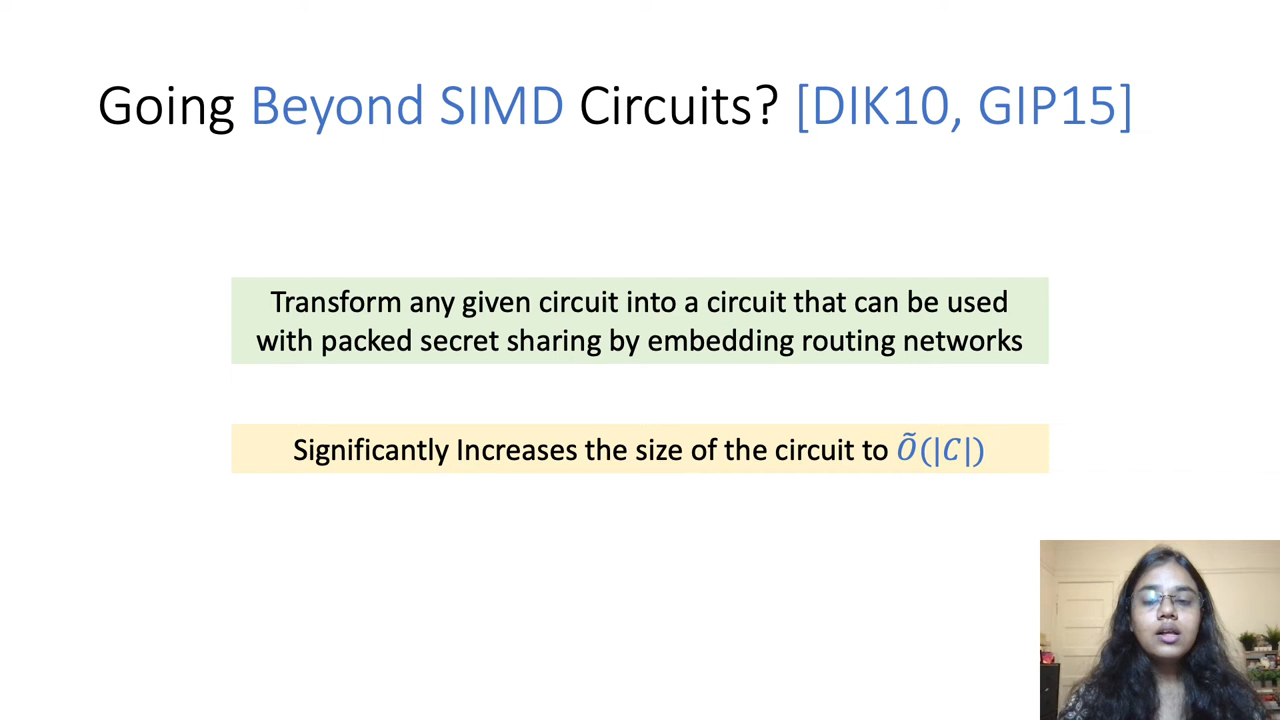 Going Beyond SIMD Circuits? [DIK10, GIP15]
Transform any given circuit into a circuit that can be used
with packed secret sharing by embedding routing networks
Significantly Increases the size of the circuit to Õ(|C|)